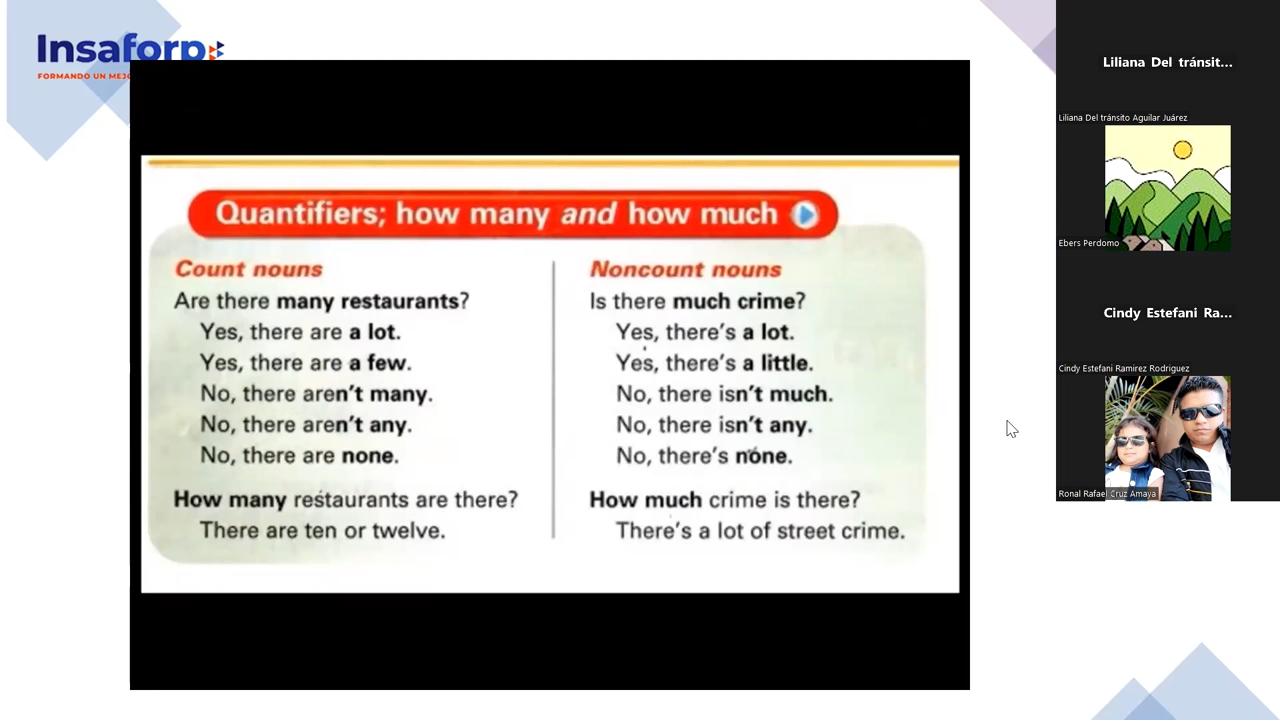 Insaforp
FORMANDO UN MEJO
Quantifiers; how many and how much
Count nouns
Are there many restaurants?
Yes, there are a lot.
Yes, there are a few.
No, there aren't many.
No, there aren't any.
No, there are none.
How many restaurants are there?
There are ten or twelve.
Noncount nouns
Is there much crime?
Yes, there's a lot.
Yes, there's a little.
No, there isn't much.
No, there isn't any.
No, there's none.
How much crime is there?
There's a lot of street crime.
Liliana Del tránsit...
Liliana Del tránsito Aguilar Juárez
Ebers Perdomo
Cindy Estefani Ra...
Cindy Estefani Ramirez Rodriguez
Ronal Rafael Cruz Amaya